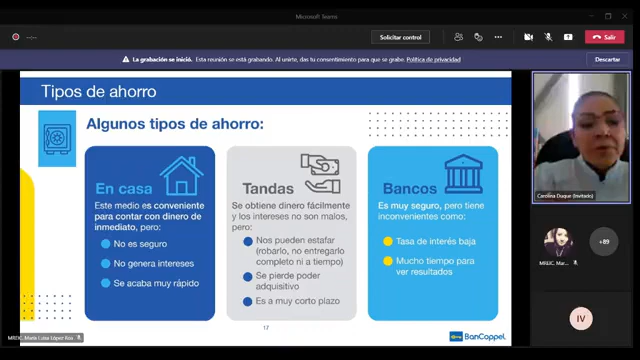 Microsoft Teams
--:--
Solicitar control
Salir
La grabación se inició. Esta reunión se está grabando. Al unirte, das tu consentimiento para que se grabe. Política de privacidad
Descartar
Tipos de ahorro
Algunos tipos de ahorro:
En casa
Este medio es conveniente
para contar con dinero de
inmediato, pero:
No es seguro
No genera intereses
Se acaba muy rápido
Tandas
Se obtiene dinero fácilmente
y los intereses no son malos,
pero:
Nos pueden estafar
(robarlo, no entregarlo
completo ni a tiempo)
Se pierde poder
adquisitivo
Es a muy corto plazo
Bancos
Es muy seguro, pero tiene
inconvenientes como:
Tasa de interés baja
Mucho tiempo para
ver resultados
17
BanCoppel
María Luisa López
Carolina Duque (Invitado)
+89
IV